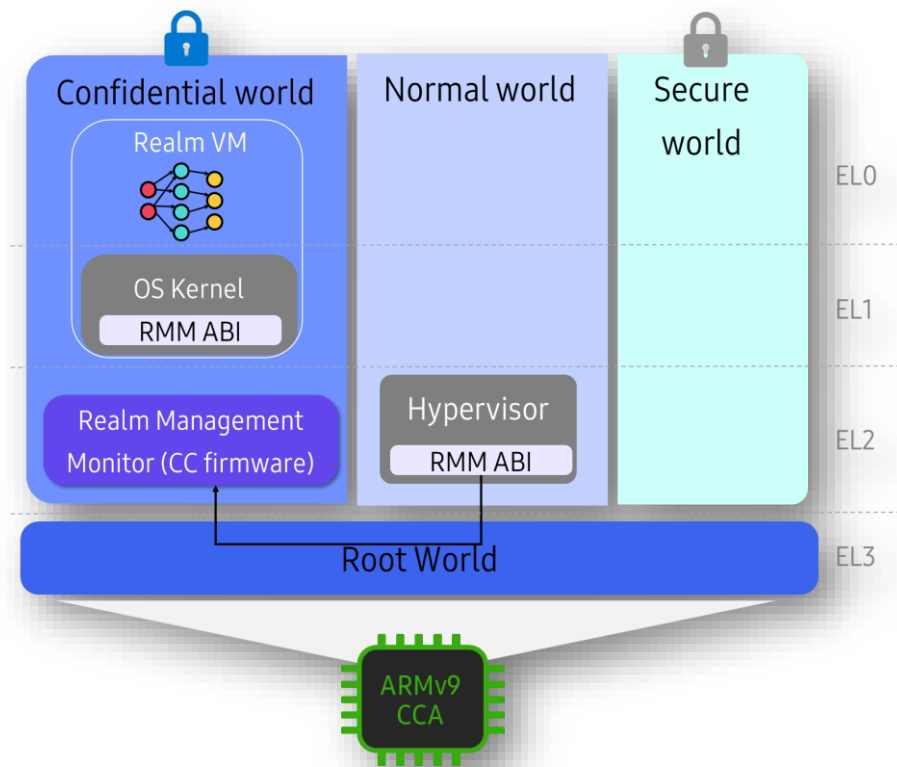 Confidential world
Normal world
Secure
world
Realm VM
EL0
OS Kernel
RMM ABI
EL1
Realm Management
Monitor (CC firmware)
Hypervisor
RMM ABI
EL2
Root World
EL3
ARMv9
CCA